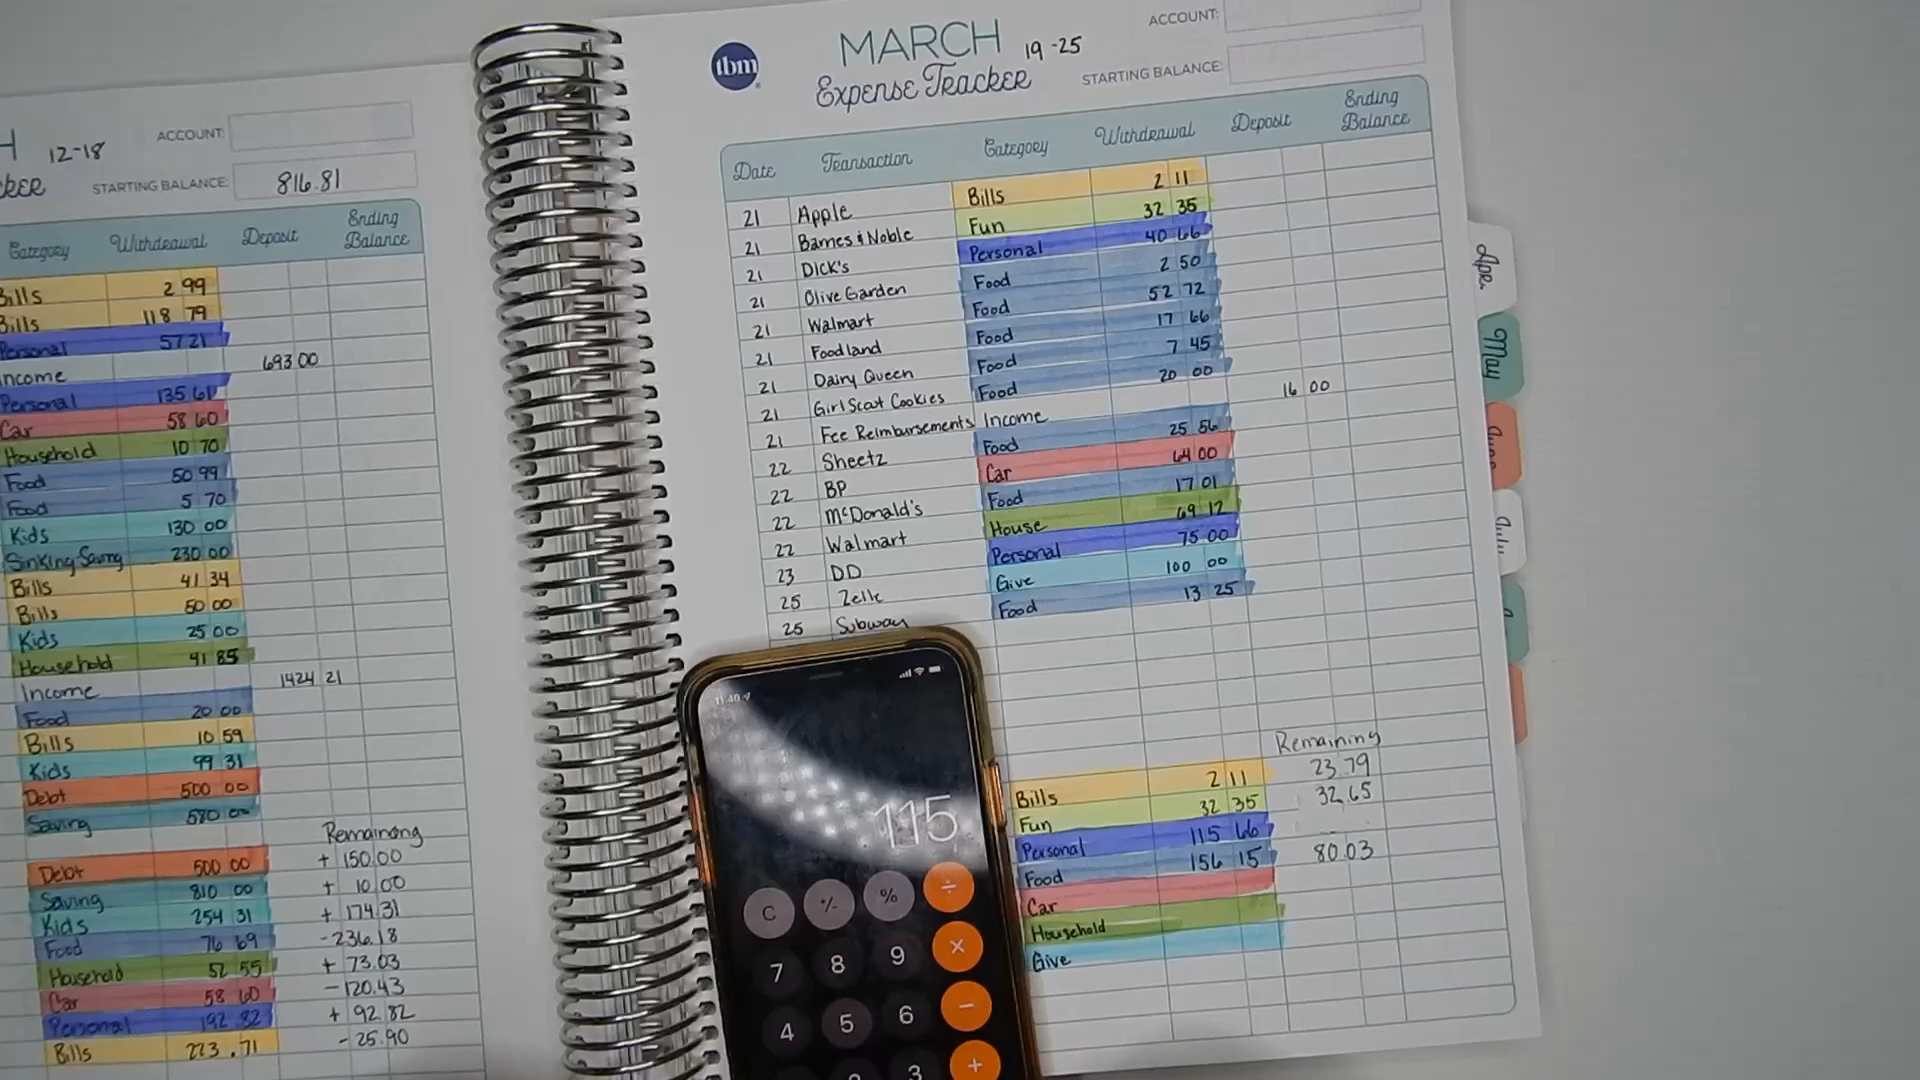 H 12-18
cker
ACCOUNT:
STARTING BALANCE: 816.81
Category Withdrawal Deposit Ending Balance
Bills 2 99
Bills 118 79
Personal 57 21
Income 693 00
Personal 135 61
Car 58 60
Household 10 70
Food 50 99
Food 5 70
Kids 130 00
Sinking Saving 230 00
Bills 41 34
Bills 50 00
Kids 25 00
Household 41 85
Income 1424 21
Food 20 00
Bills 10 59
Kids 99 31
Debt 500 00
Saving 580 00
Remaining
Debt 500 00 + 150.00
Saving 810 00 + 10.00
Kids 254 31 + 174.31
Food 76 69 - 236.18
Household 52 55 + 73.03
Car 58 60 - 120.43
Personal 192 82 + 92.82
Bills 223.71 - 25.90
tbm
MARCH 19-25
Expense Tracker
ACCOUNT:
STARTING BALANCE:
Date Transaction Category Withdrawal Deposit Ending Balance
21 Apple Bills 2 11
21 Barnes & Noble Fun 32 35
21 Dick's Personal 40 66
21 Olive Garden Food 2 50
21 Walmart Food 52 72
21 Foodland Food 17 66
21 Dairy Queen Food 7 45
21 Girl Scout Cookies Food 20 00
21 Fee Reimbursements Income 16 00
22 Sheetz Food 25 56
22 BP Car 64 00
22 McDonald's Food 17 01
22 Walmart House 69 12
23 DD Personal 75 00
25 Zelle Give 100 00
25 Subway Food 13 25
Remaining
Bills 2 11 23.79
Fun 32 35 32.65
Personal 115 66
Food 156 15 80.03
Car
Household
Give
11:40
115
C +/- % ÷
7 8 9 ×
4 5 6 −
2 3 +
Apr.
May
June
July